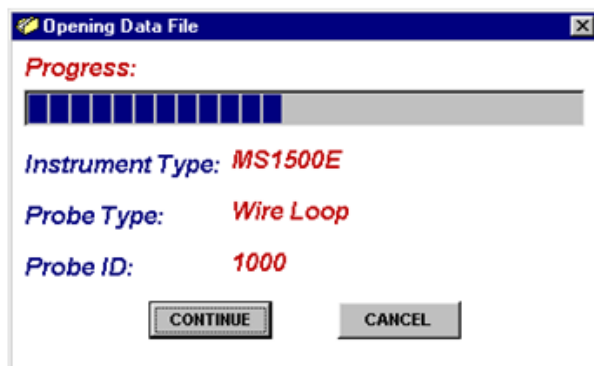 Opening Data File
Progress:
Instrument Type: MS1500E
Probe Type: Wire Loop
Probe ID: 1000
CONTINUE CANCEL